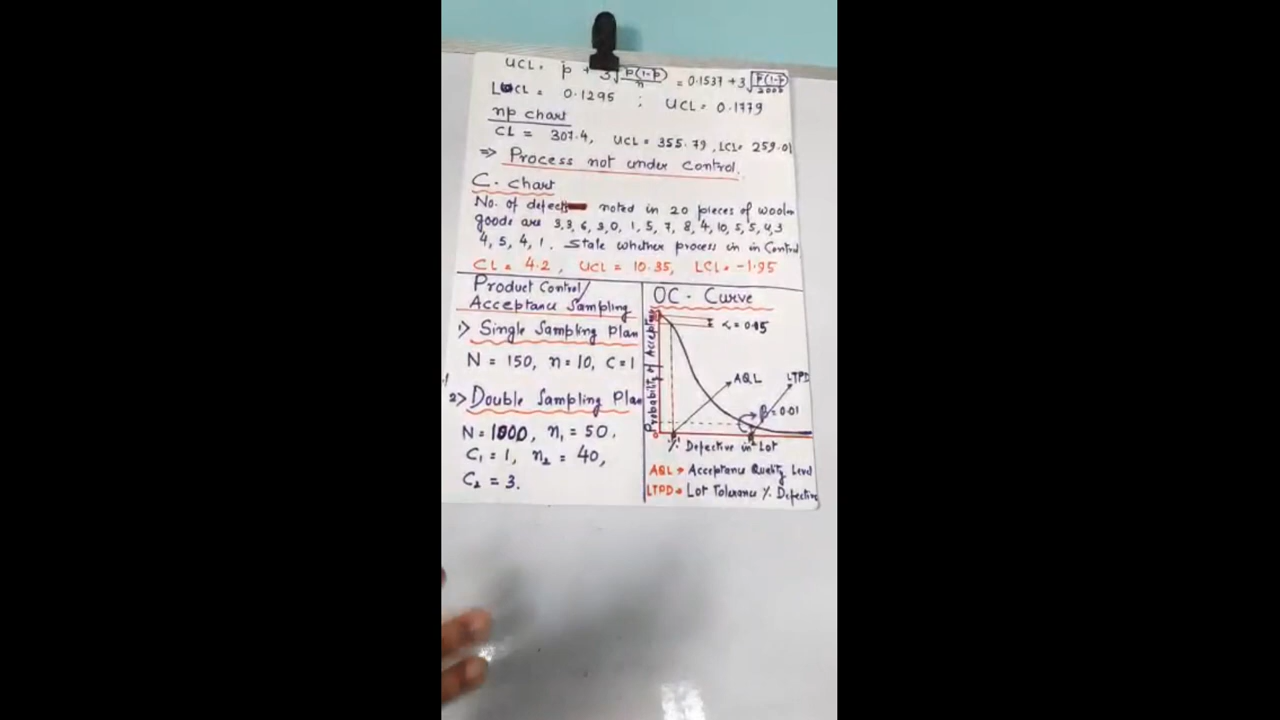 UCL = p + 3√p(1-p)/n = 0.1537 + 3√p(1-p)/2000
LCL = 0.1295 ; UCL = 0.1779
np chart
CL = 307.4, UCL = 355.79, LCL= 259.01
=> Process not under Control.
C- chart
No. of defects noted in 20 pieces of woolen
goods are 3,3,6,3,0, 1, 5, 7, 8, 4, 10, 5, 5, 4, 3
4, 5, 4, 1. State whether process in in Control
CL = 4.2, UCL = 10.35, LCL= -1.95
Product Control/
Acceptance Sampling
1) Single Sampling Plan
N = 150, n = 10, C = 1
2) Double Sampling Plan
N = 1000, n₁ = 50,
C₁ = 1, n₂ = 40,
C₂ = 3.
OC- Curve
Probability of Acceptance
α = 0.05
AQL
LTPD
β = 0.01
% Defective in Lot
AQL → Acceptance Quality Level
LTPD → Lot Tolerance % Defective